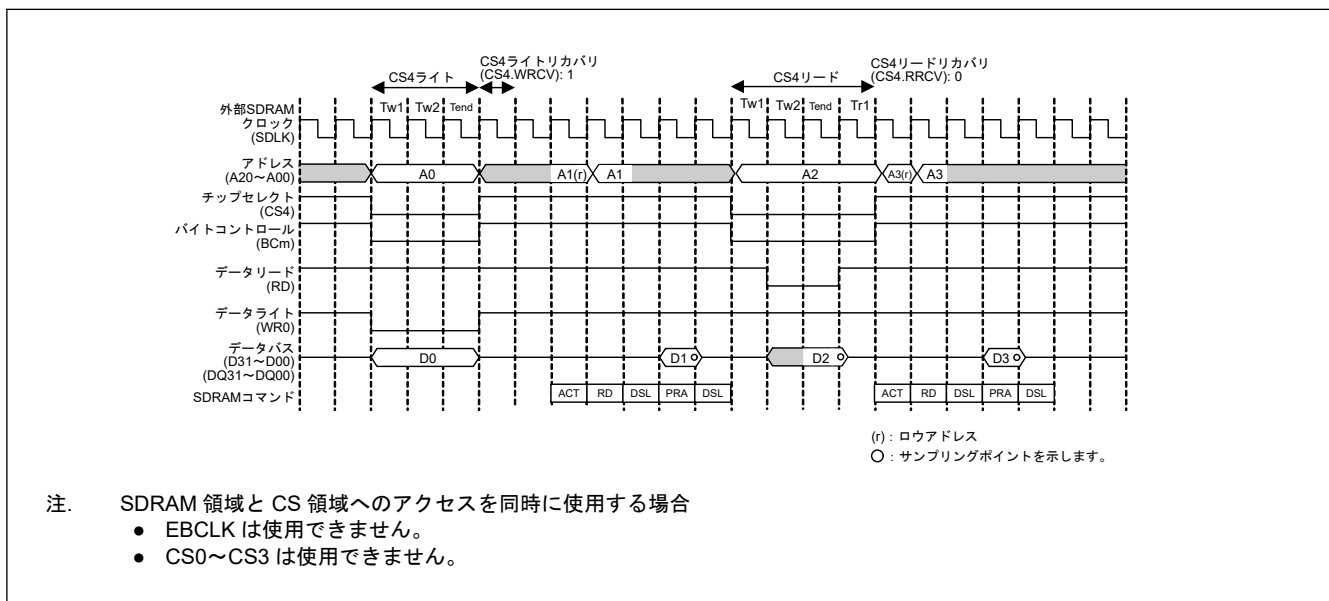 CS4ライト
CS4ライトリカバリ
(CS4.WRCV): 1
CS4リード
CS4リードリカバリ
(CS4.RRCV): 0
外部SDRAM
クロック
(SDLK)
Tw1 Tw2 Tend
Tw1 Tw2 Tend Tr1
アドレス
(A20～A00)
A0 A1(r) A1 A2 A3(r) A3
チップセレクト
(CS4)
バイトコントロール
(BCm)
データリード
(RD)
データライト
(WR0)
データバス
(D31～D00)
(DQ31～DQ00)
D0 D1 D2 D3
SDRAMコマンド
ACT RD DSL PRA DSL
ACT RD DSL PRA DSL
(r) : ロウアドレス
○ : サンプリングポイントを示します。
注. SDRAM 領域と CS 領域へのアクセスを同時に使用する場合
● EBCLK は使用できません。
● CS0～CS3 は使用できません。